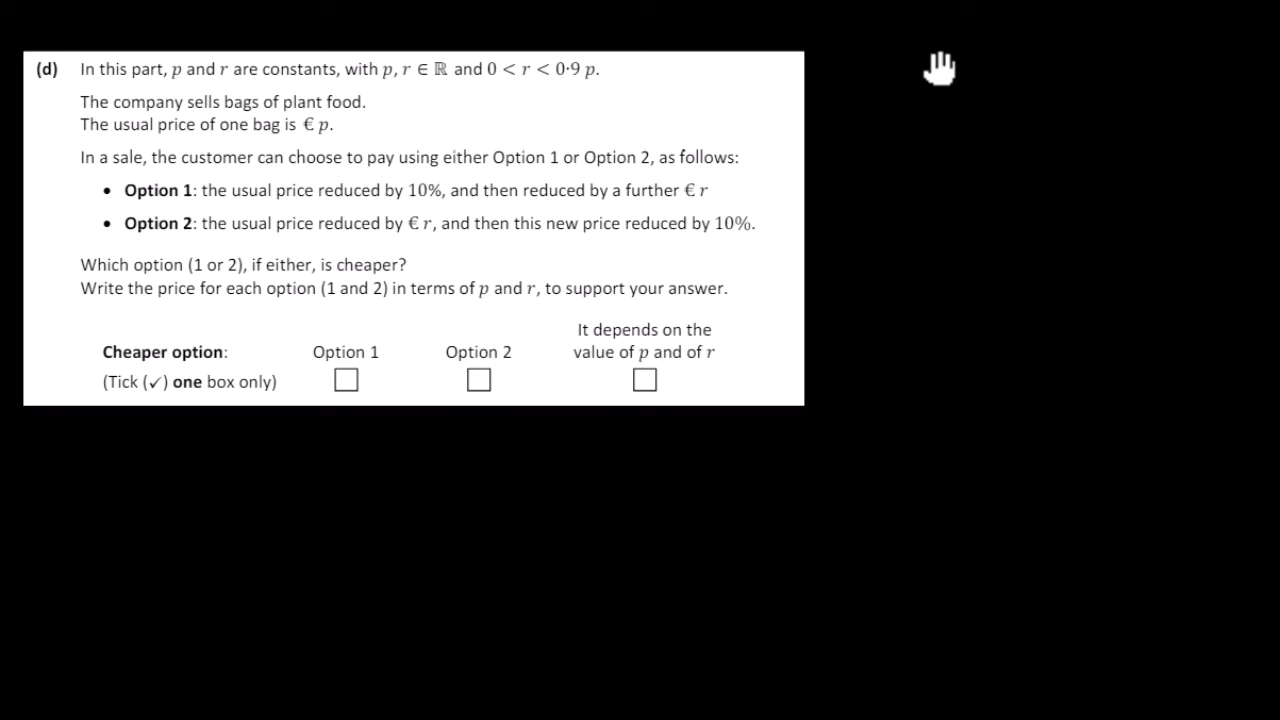 (d) In this part, p and r are constants, with p, r ∈ ℝ and 0 < r < 0·9 p.
The company sells bags of plant food.
The usual price of one bag is € p.
In a sale, the customer can choose to pay using either Option 1 or Option 2, as follows:
• Option 1: the usual price reduced by 10%, and then reduced by a further € r
• Option 2: the usual price reduced by € r, and then this new price reduced by 10%.
Which option (1 or 2), if either, is cheaper?
Write the price for each option (1 and 2) in terms of p and r, to support your answer.
It depends on the
Cheaper option: Option 1 Option 2 value of p and of r
(Tick (✓) one box only)